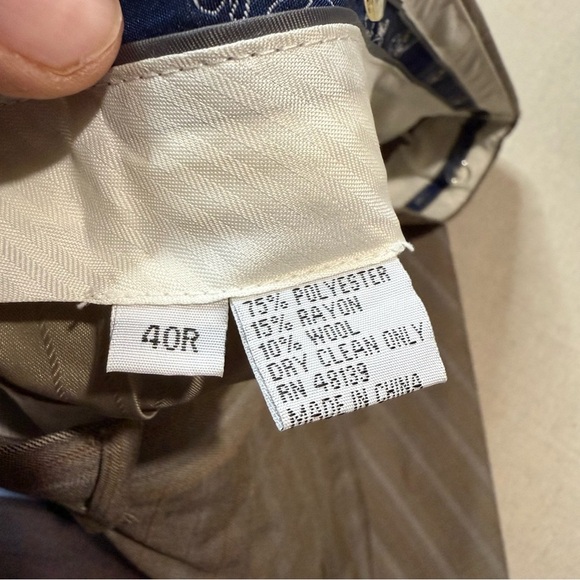 40R
75% POLYESTER
15% RAYON
10% WOOL
DRY CLEAN ONLY
RN 48139
MADE IN CHINA